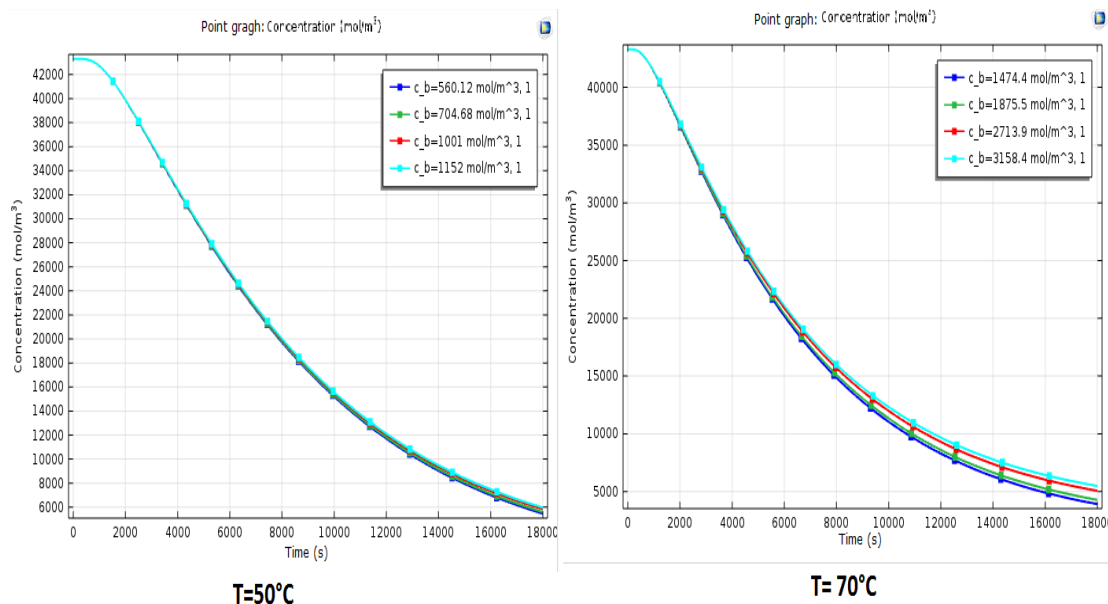 Point gragh: Concentration (mol/m³)
42000
40000
38000
36000
34000
32000
30000
28000
26000
24000
22000
20000
18000
16000
14000
12000
10000
8000
6000
Concentration (mol/m³)
c_b=560.12 mol/m^3, 1
c_b=704.68 mol/m^3, 1
c_b=1001 mol/m^3, 1
c_b=1152 mol/m^3, 1
0 2000 4000 6000 8000 10000 12000 14000 16000 18000
Time (s)
T=50°C
Point graph: Concentration (mol/m³)
40000
35000
30000
25000
20000
15000
10000
5000
Concentration (mol/m³)
c_b=1474.4 mol/m^3, 1
c_b=1875.5 mol/m^3, 1
c_b=2713.9 mol/m^3, 1
c_b=3158.4 mol/m^3, 1
0 2000 4000 6000 8000 10000 12000 14000 16000 18000
Time (s)
T= 70°C